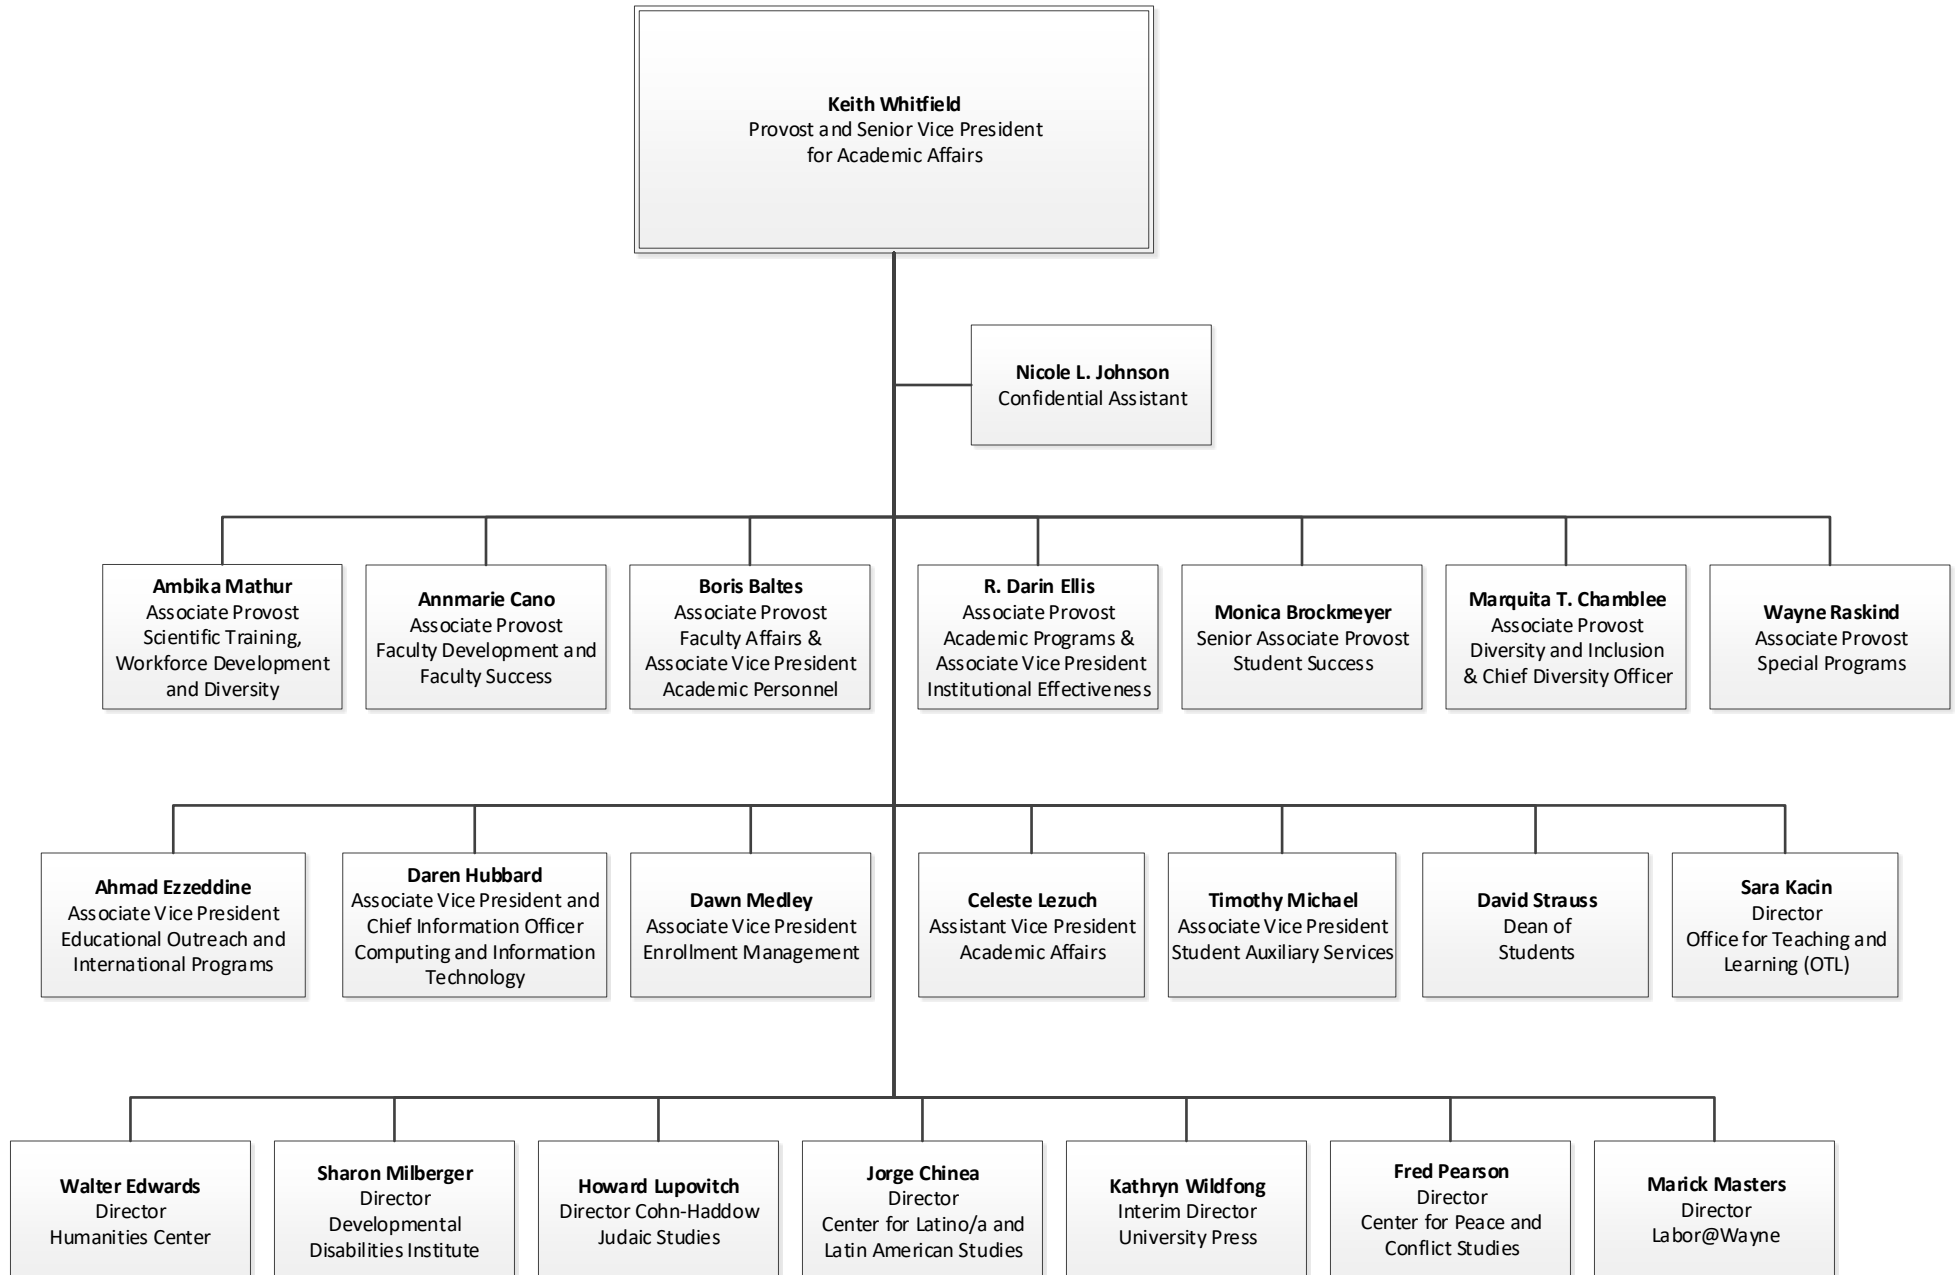 Keith Whitfield
Provost and Senior Vice President
for Academic Affairs
Nicole L. Johnson
Confidential Assistant
Ambika Mathur
Associate Provost
Scientific Training,
Workforce Development
and Diversity
Annmarie Cano
Associate Provost
Faculty Development and
Faculty Success
Boris Baltes
Associate Provost
Faculty Affairs &
Associate Vice President
Academic Personnel
R. Darin Ellis
Associate Provost
Academic Programs &
Associate Vice President
Institutional Effectiveness
Monica Brockmeyer
Senior Associate Provost
Student Success
Marquita T. Chamblee
Associate Provost
Diversity and Inclusion
& Chief Diversity Officer
Wayne Raskind
Associate Provost
Special Programs
Ahmad Ezzeddine
Associate Vice President
Educational Outreach and
International Programs
Daren Hubbard
Associate Vice President and
Chief Information Officer
Computing and Information
Technology
Dawn Medley
Associate Vice President
Enrollment Management
Celeste Lezuch
Assistant Vice President
Academic Affairs
Timothy Michael
Associate Vice President
Student Auxiliary Services
David Strauss
Dean of
Students
Sara Kacin
Director
Office for Teaching and
Learning (OTL)
Walter Edwards
Director
Humanities Center
Sharon Milberger
Director
Developmental
Disabilities Institute
Howard Lupovitch
Director Cohn-Haddow
Judaic Studies
Jorge Chinea
Director
Center for Latino/a and
Latin American Studies
Kathryn Wildfong
Interim Director
University Press
Fred Pearson
Director
Center for Peace and
Conflict Studies
Marick Masters
Director
Labor@Wayne